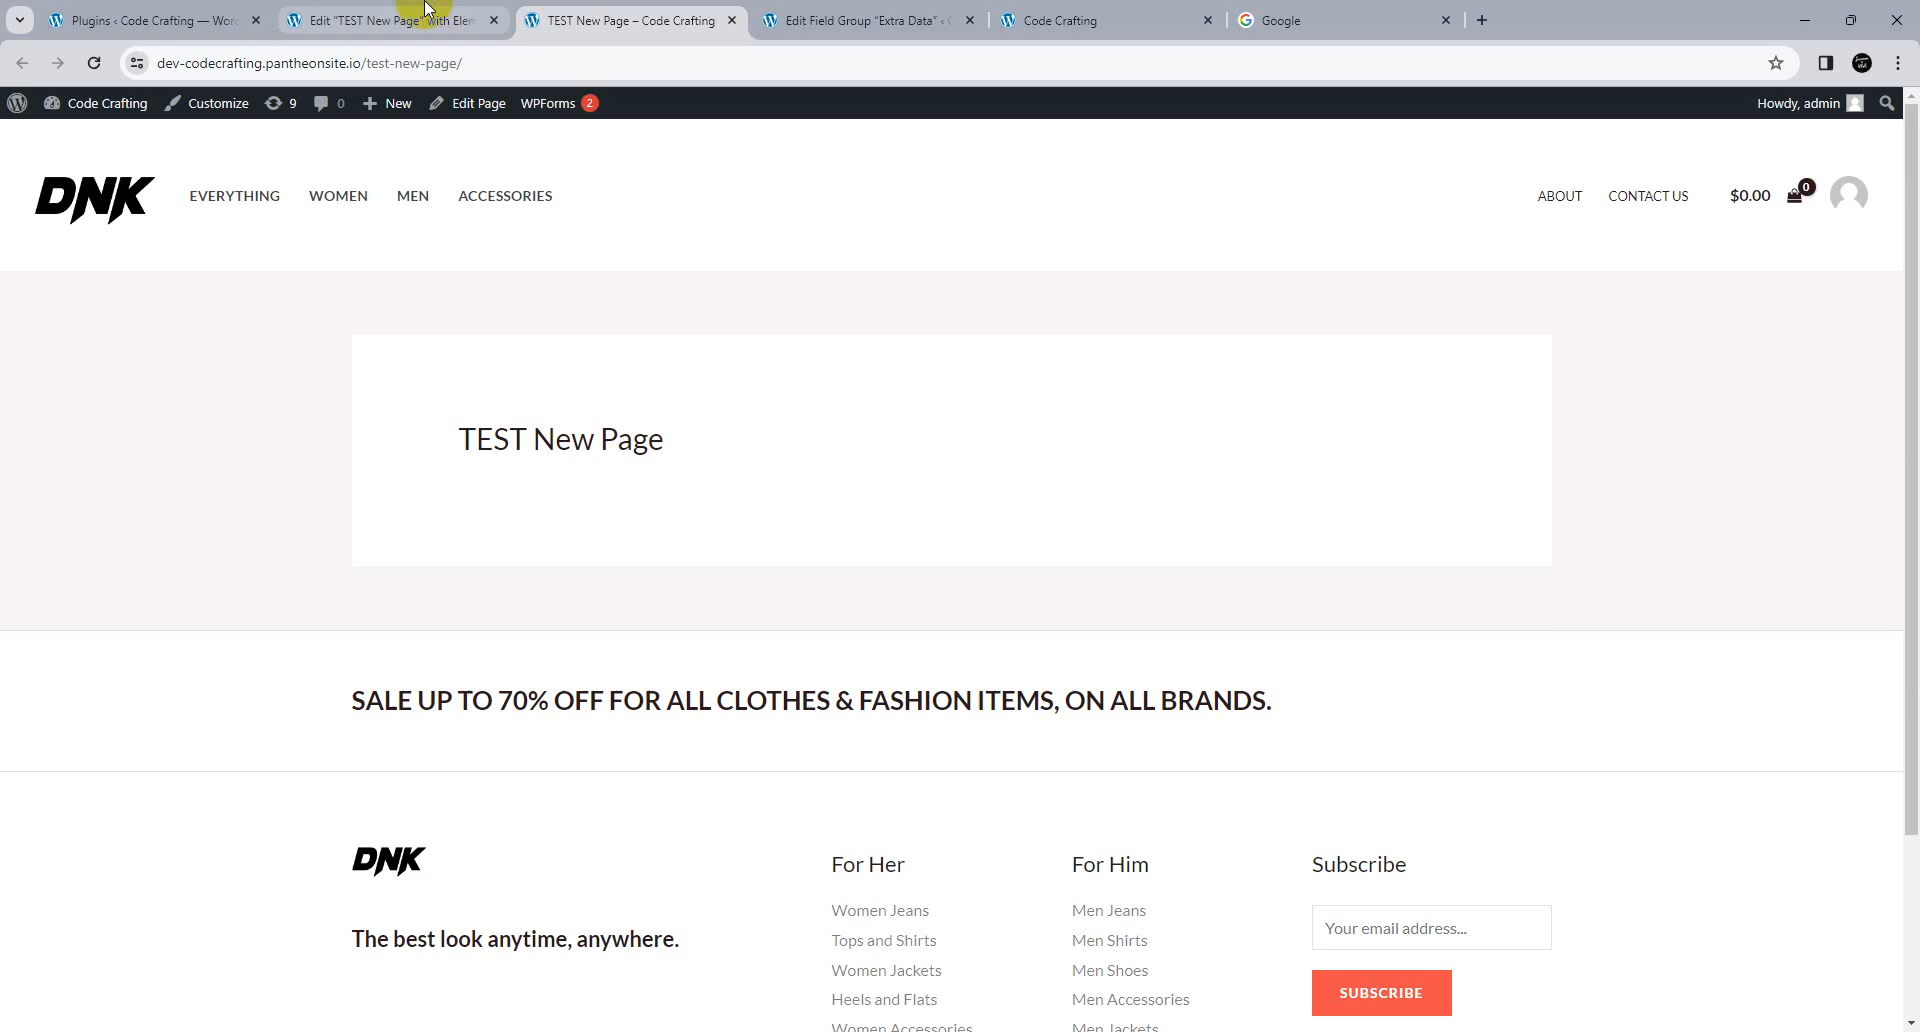 Plugins ‹ Code Crafting — Wor
Edit "TEST New Page" with Elem
TEST New Page – Code Crafting
Edit Field Group "Extra Data" ‹ C
Code Crafting
Google
dev-codecrafting.pantheonsite.io/test-new-page/
Code Crafting
Customize
9
0
New
Edit Page
WPForms 2
Howdy, admin
DNK
EVERYTHING
WOMEN
MEN
ACCESSORIES
ABOUT
CONTACT US
$0.00
0
TEST New Page
SALE UP TO 70% OFF FOR ALL CLOTHES & FASHION ITEMS, ON ALL BRANDS.
DNK
The best look anytime, anywhere.
For Her
Women Jeans
Tops and Shirts
Women Jackets
Heels and Flats
Women Accessories
For Him
Men Jeans
Men Shirts
Men Shoes
Men Accessories
Men Jackets
Subscribe
Your email address...
SUBSCRIBE